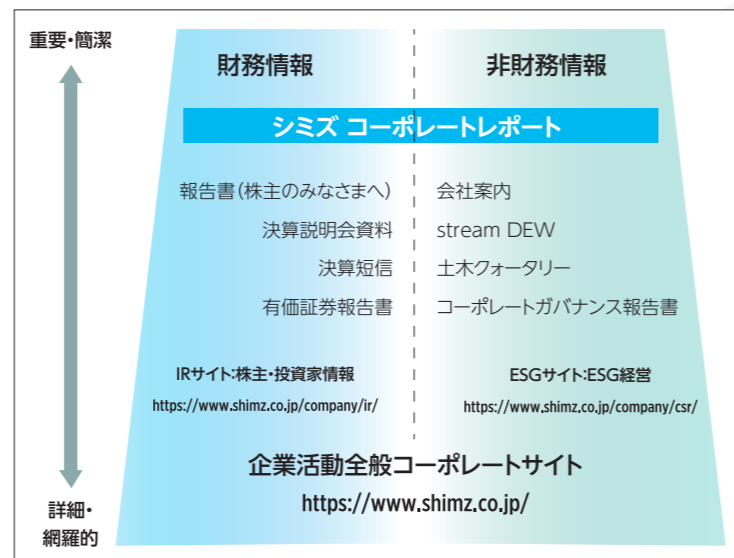 重要・簡潔
財務情報
非財務情報
シミズ コーポレートレポート
報告書（株主のみなさまへ）
会社案内
決算説明会資料
stream DEW
決算短信
土木クォータリー
有価証券報告書
コーポレートガバナンス報告書
IRサイト：株主・投資家情報
ESGサイト：ESG経営
https://www.shimz.co.jp/company/ir/
https://www.shimz.co.jp/company/csr/
企業活動全般コーポレートサイト
https://www.shimz.co.jp/
詳細・
網羅的